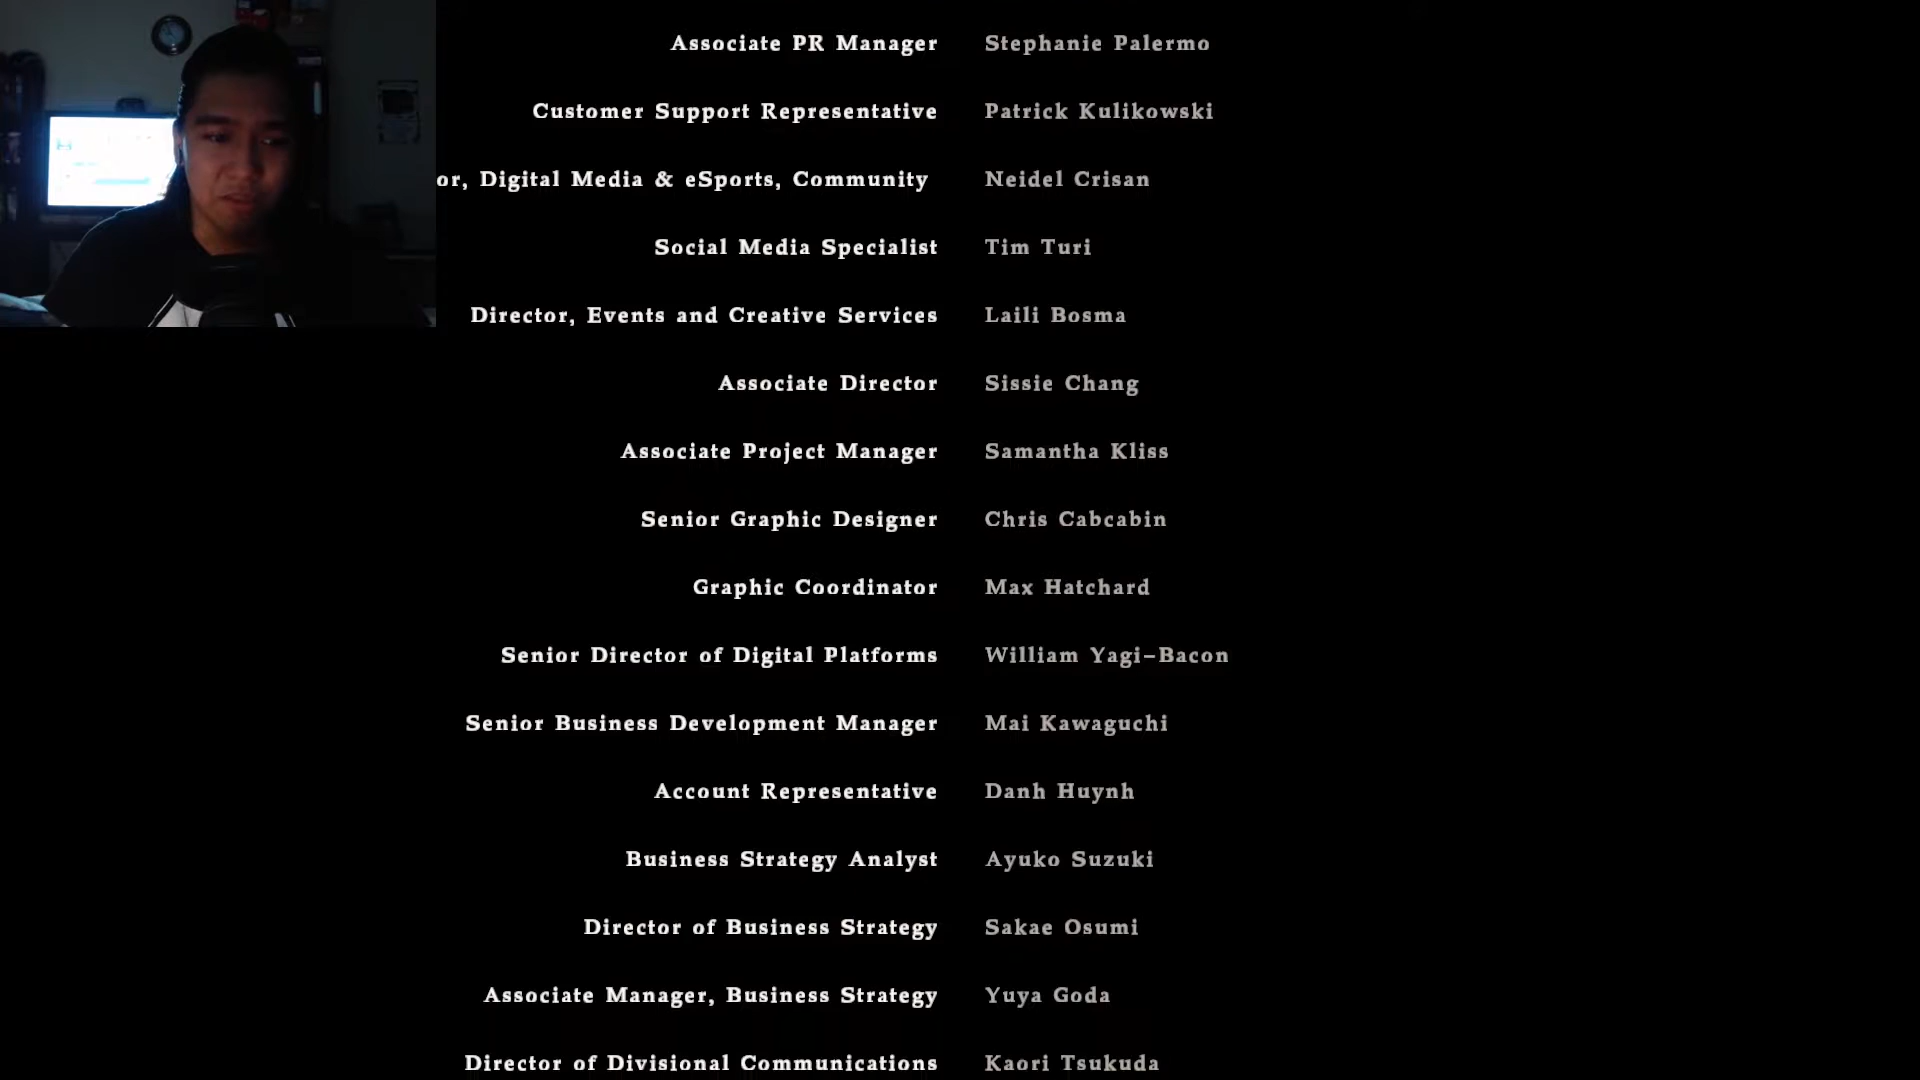 Associate PR Manager Stephanie Palermo
Customer Support Representative Patrick Kulikowski
or, Digital Media & eSports, Community Neidel Crisan
Social Media Specialist Tim Turi
Director, Events and Creative Services Laili Bosma
Associate Director Sissie Chang
Associate Project Manager Samantha Kliss
Senior Graphic Designer Chris Cabcabin
Graphic Coordinator Max Hatchard
Senior Director of Digital Platforms William Yagi-Bacon
Senior Business Development Manager Mai Kawaguchi
Account Representative Danh Huynh
Business Strategy Analyst Ayuko Suzuki
Director of Business Strategy Sakae Osumi
Associate Manager, Business Strategy Yuya Goda
Director of Divisional Communications Kaori Tsukuda